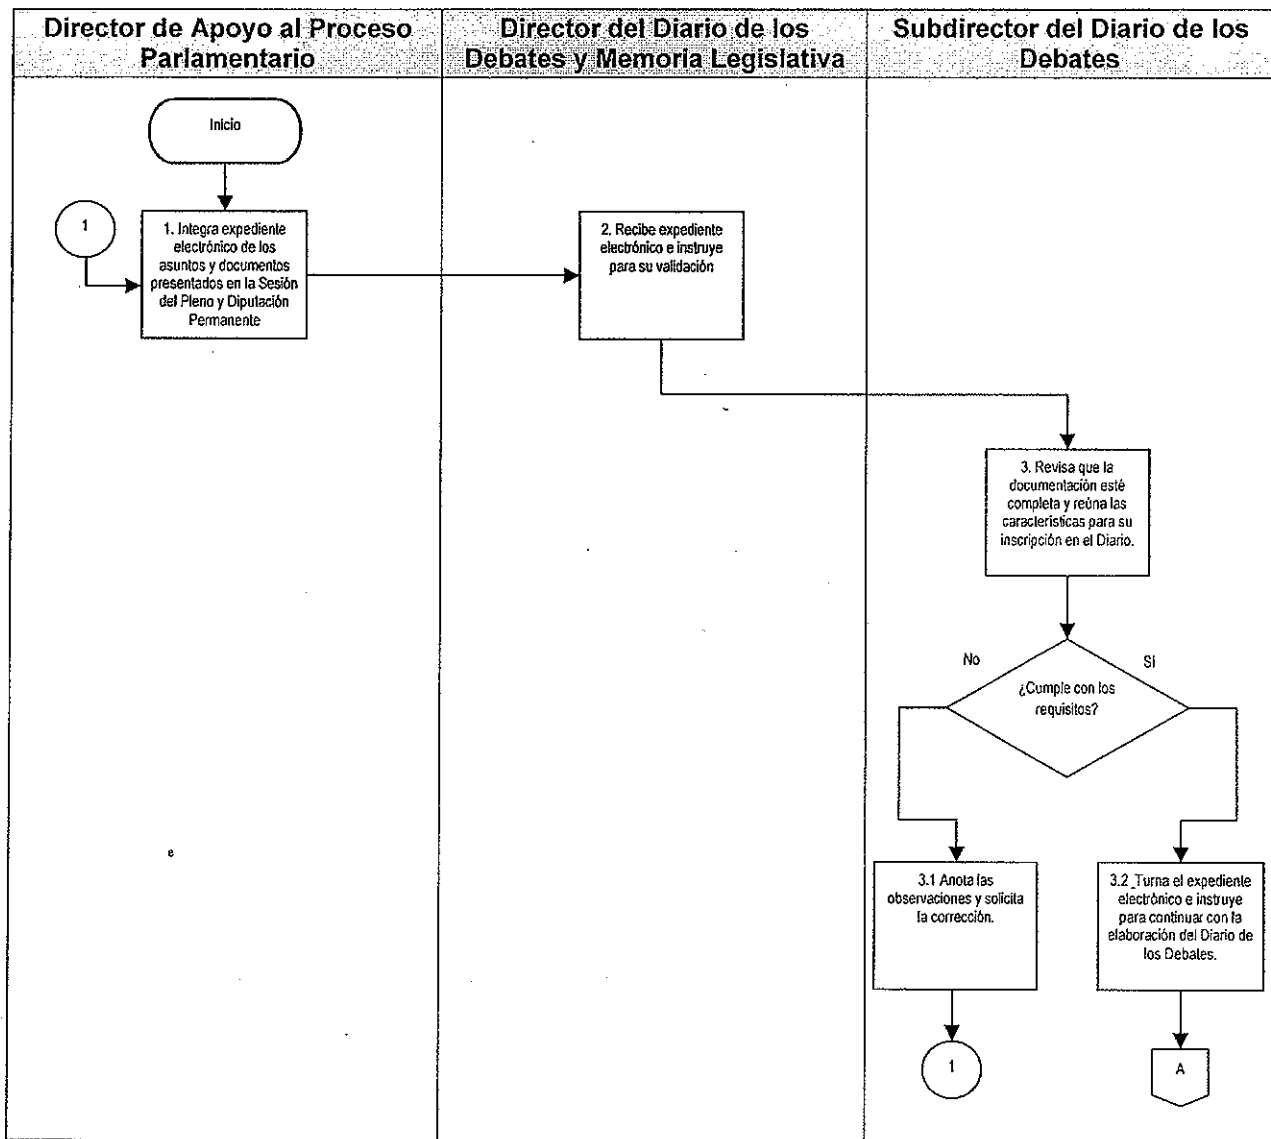 Director de Apoyo al Proceso
Parlamentario
Director del Diario de los
Debates y Memoria Legislativa
Subdirector del Diario de los
Debates
Inicio
1
1. Integra expediente
electrónico de los
asuntos y documentos
presentados en la Sesión
del Pleno y Diputación
Permanente
2. Recibe expediente
electrónico e instruye
para su validación
3. Revisa que la
documentación esté
completa y reúna las
características para su
inscripción en el Diario.
No
Sí
¿Cumple con los
requisitos?
3.1 Anota las
observaciones y solicita
la corrección.
3.2 Turna el expediente
electrónico e instruye
para continuar con la
elaboración del Diario de
los Debates.
1
A